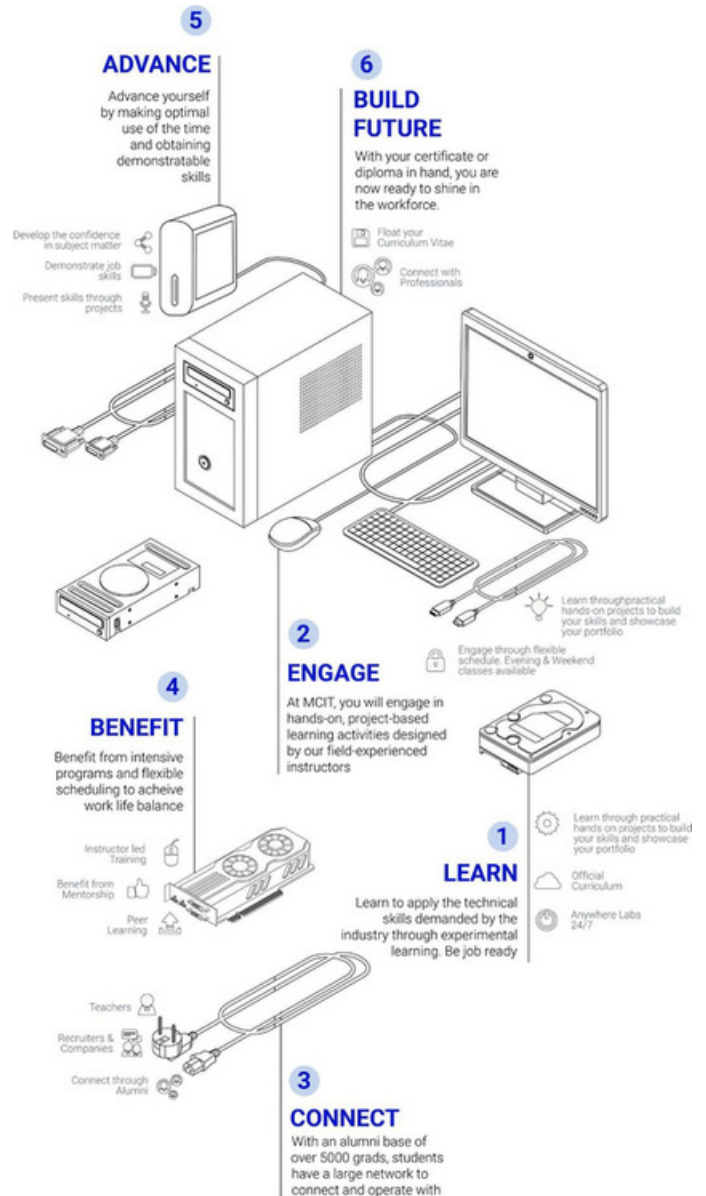 5
ADVANCE
Advance yourself
by making optimal
use of the time
and obtaining
demonstratable
skills
Develop the confidence
in subject matter
Demonstrate job
skills
Present skills through
projects
6
BUILD
FUTURE
With your certificate or
diploma in hand, you are
now ready to shine in
the workforce.
Float your
Curriculum Vitae
Connect with
Professionals
2
ENGAGE
At MCIT, you will engage in
hands-on, project-based
learning activities designed
by our field-experienced
instructors
Learn throughpractical
hands-on projects to build
your skills and showcase
your portfolio
Engage through flexible
schedule. Evening & Weekend
classes available
4
BENEFIT
Benefit from intensive
programs and flexible
scheduling to acheive
work life balance
Instructor led
Training
Benefit from
Mentorship
Peer
Learning
1
LEARN
Learn to apply the technical
skills demanded by the
industry through experimental
learning. Be job ready
Learn through practical
hands on projects to build
your skills and showcase
your portfolio
Official
Curriculum
Anywhere Labs
24/7
Teachers
Recruiters &
Companies
Connect through
Alumni
3
CONNECT
With an alumni base of
over 5000 grads, students
have a large network to
connect and operate with